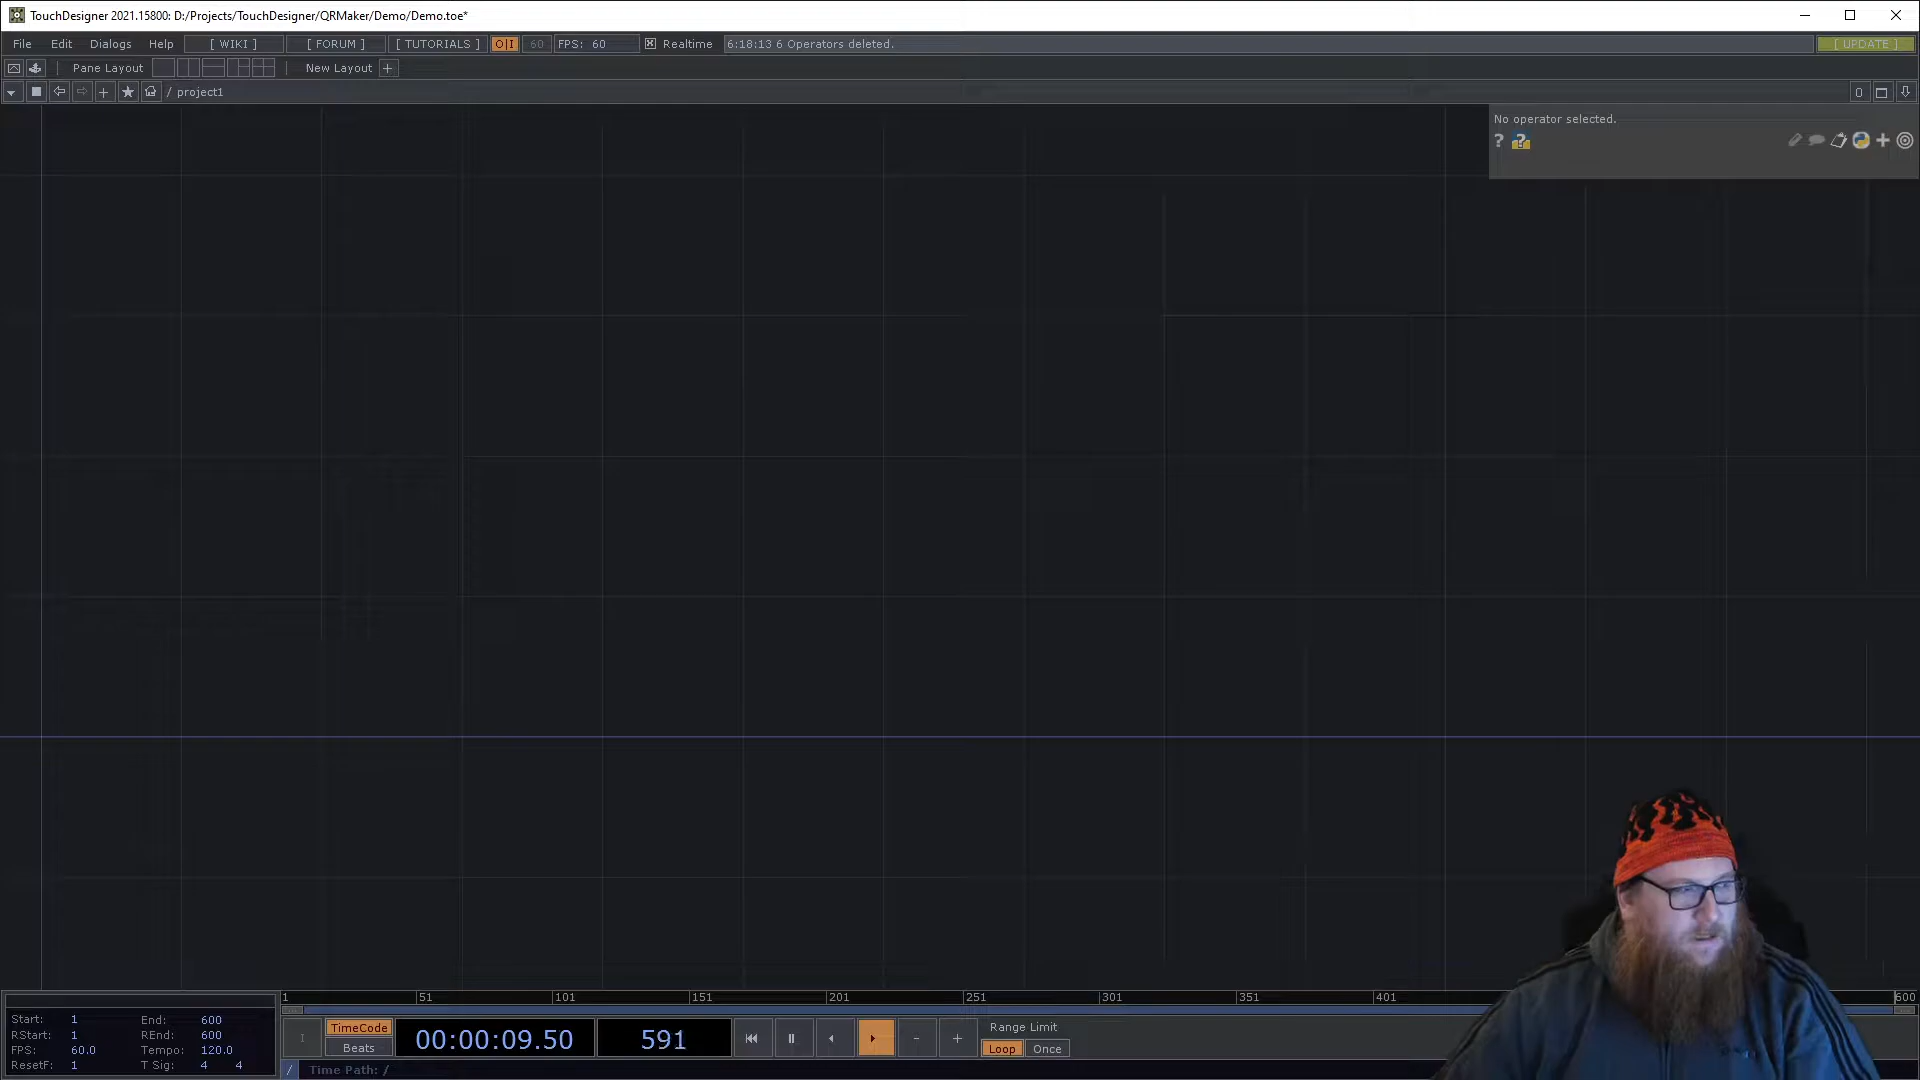 TouchDesigner 2021.15800: D:/Projects/TouchDesigner/QRMaker/Demo/Demo.toe*
File Edit Dialogs Help [ WIKI ] [ FORUM ] [ TUTORIALS ] O|I 60 FPS: 60 Realtime 6:18:13 6 Operators deleted. [ UPDATE ]
Pane Layout New Layout +
/ project1 0
No operator selected.
1 51 101 151 201 251 301 351 401 600
Start: 1 End: 600
RStart: 1 REnd: 600
FPS: 60.0 Tempo: 120.0
ResetF: 1 T Sig: 4 4
TimeCode
Beats
00:00:09.50 591
Range Limit
Loop Once
/ Time Path: /